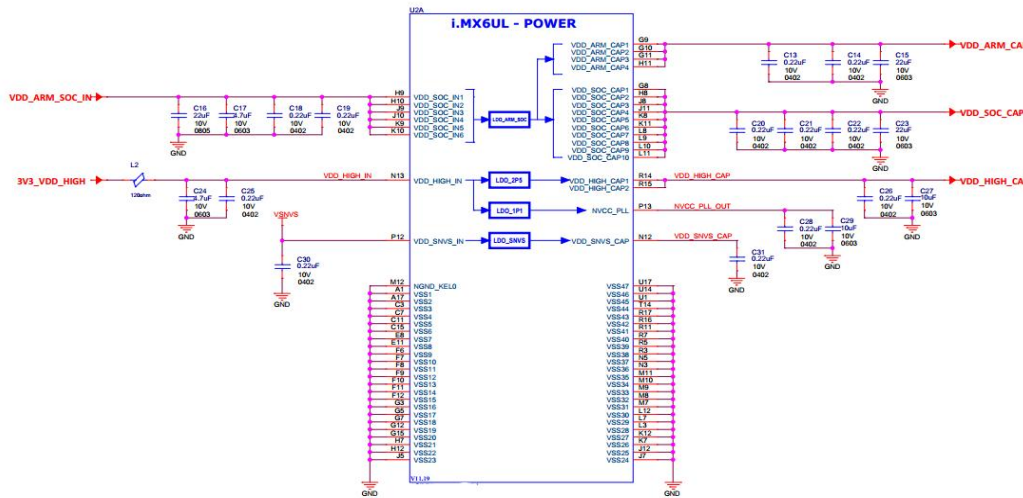 U2A
i.MX6UL - POWER
VDD_ARM_SOC_IN
C16
22uF
10V
0805
C17
4.7uF
10V
0603
C18
0.22uF
10V
0402
C19
0.22uF
10V
0402
GND
H9
H10
J9
J10
K9
K10
VDD_SOC_IN1
VDD_SOC_IN2
VDD_SOC_IN3
VDD_SOC_IN4
VDD_SOC_IN5
VDD_SOC_IN6
LDO_ARM_SOC
VDD_ARM_CAP1
VDD_ARM_CAP2
VDD_ARM_CAP3
VDD_ARM_CAP4
G9
G10
G11
H11
C13
0.22uF
10V
0402
C14
0.22uF
10V
0402
C15
22uF
10V
0603
GND
VDD_ARM_CA
VDD_SOC_CAP1
VDD_SOC_CAP2
VDD_SOC_CAP3
VDD_SOC_CAP4
VDD_SOC_CAP5
VDD_SOC_CAP6
VDD_SOC_CAP7
VDD_SOC_CAP8
VDD_SOC_CAP9
VDD_SOC_CAP10
G8
H8
J8
J11
K8
K11
L8
L9
L10
L11
C20
0.22uF
10V
0402
C21
0.22uF
10V
0402
C22
0.22uF
10V
0402
C23
22uF
10V
0603
GND
VDD_SOC_CAP
3V3_VDD_HIGH
L2
120ohm
C24
4.7uF
10V
0603
C25
0.22uF
10V
0402
GND
VDD_HIGH_IN
N13
VDD_HIGH_IN
LDO_2P5
VDD_HIGH_CAP1
VDD_HIGH_CAP2
R14
R15
VDD_HIGH_CAP
C26
0.22uF
10V
0402
C27
10uF
10V
0603
GND
VDD_HIGH_CA
LDO_1P1
NVCC_PLL
P13
NVCC_PLL_OUT
C28
0.22uF
10V
0402
C29
10uF
10V
0603
GND
VSNVS
C30
0.22uF
10V
0402
GND
P12
VDD_SNVS_IN
LDO_SNVS
VDD_SNVS_CAP
N12
VDD_SNVS_CAP
C31
0.22uF
10V
0402
GND
M12 NGND_KEL0
A1 VSS1
A17 VSS2
C3 VSS3
C7 VSS4
C11 VSS5
C15 VSS6
E8 VSS7
E11 VSS8
F6 VSS9
F7 VSS10
F8 VSS11
F9 VSS12
F10 VSS13
F11 VSS14
F12 VSS15
G3 VSS16
G5 VSS17
G7 VSS18
G12 VSS19
G15 VSS20
H7 VSS21
H12 VSS22
J5 VSS23
GND
VSS47 U17
VSS46 U14
VSS45 U1
VSS44 T14
VSS43 R17
VSS42 R16
VSS41 R11
VSS40 R7
VSS39 R5
VSS38 R3
VSS37 N5
VSS36 N3
VSS35 M11
VSS34 M10
VSS33 M9
VSS32 M8
VSS31 M7
VSS30 L12
VSS29 L7
VSS28 L3
VSS27 K12
VSS26 K7
VSS25 J12
VSS24 J7
GND